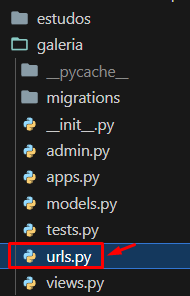 estudos
galeria
__pycache__
migrations
__init__.py
admin.py
apps.py
models.py
tests.py
urls.py
views.py